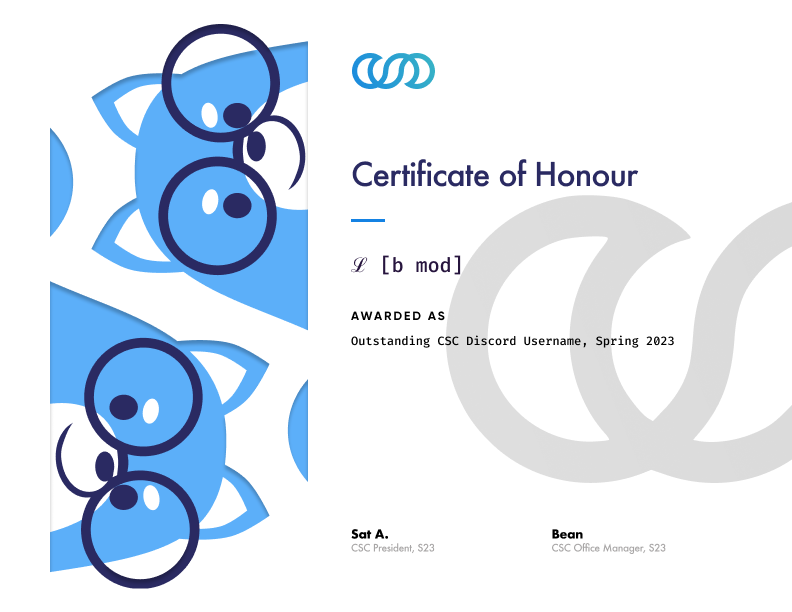 Certificate of Honour
ℒ [b mod]
AWARDED AS
Outstanding CSC Discord Username, Spring 2023
Sat A.
CSC President, S23
Bean
CSC Office Manager, S23